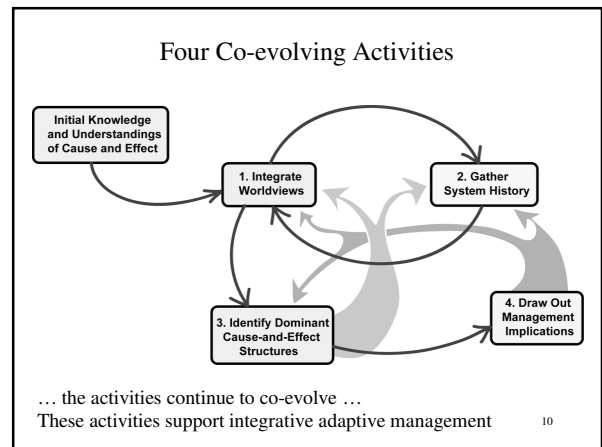 Four Co-evolving Activities
Initial Knowledge
and Understandings
of Cause and Effect
1. Integrate
Worldviews
2. Gather
System History
3. Identify Dominant
Cause-and-Effect
Structures
4. Draw Out
Management
Implications
… the activities continue to co-evolve …
These activities support integrative adaptive management
10